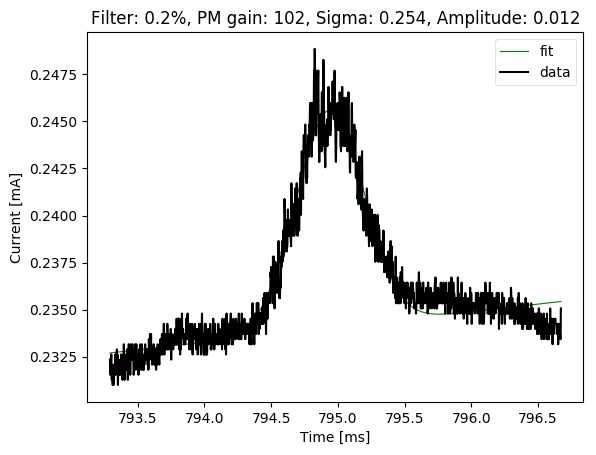 Filter: 0.2%, PM gain: 102, Sigma: 0.254, Amplitude: 0.012
fit
data
0.2475
0.2450
0.2425
0.2400
0.2375
0.2350
0.2325
Current [mA]
793.5 794.0 794.5 795.0 795.5 796.0 796.5
Time [ms]